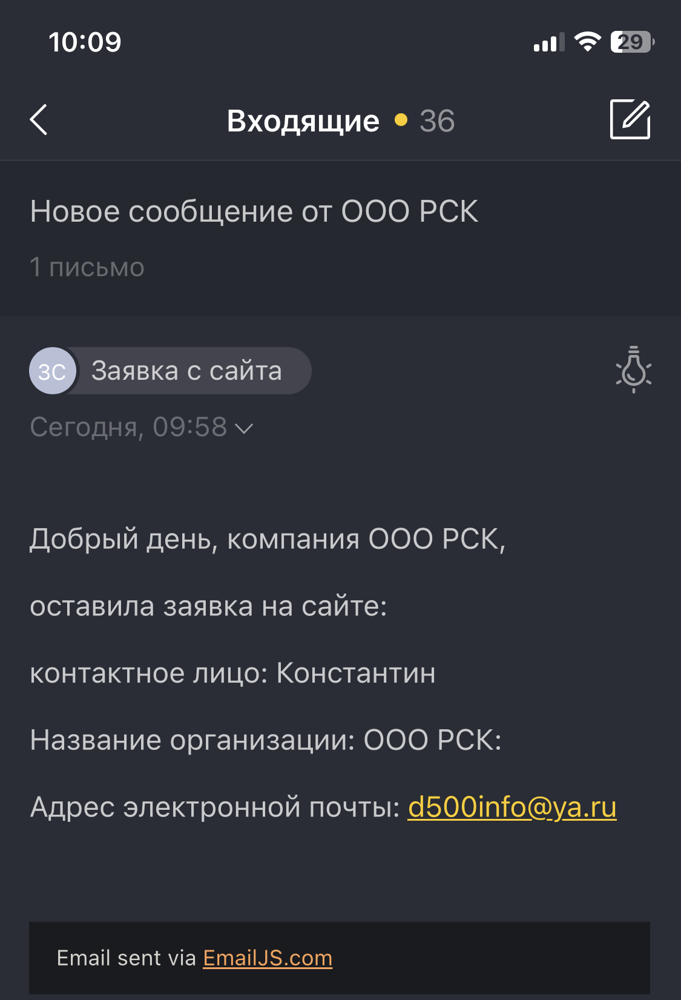 10:09
29
Входящие • 36
Новое сообщение от ООО РСК
1 письмо
ЗС Заявка с сайта
Сегодня, 09:58
Добрый день, компания ООО РСК,
оставила заявка на сайте:
контактное лицо: Константин
Название организации: ООО РСК:
Адрес электронной почты: d500info@ya.ru
Email sent via EmailJS.com